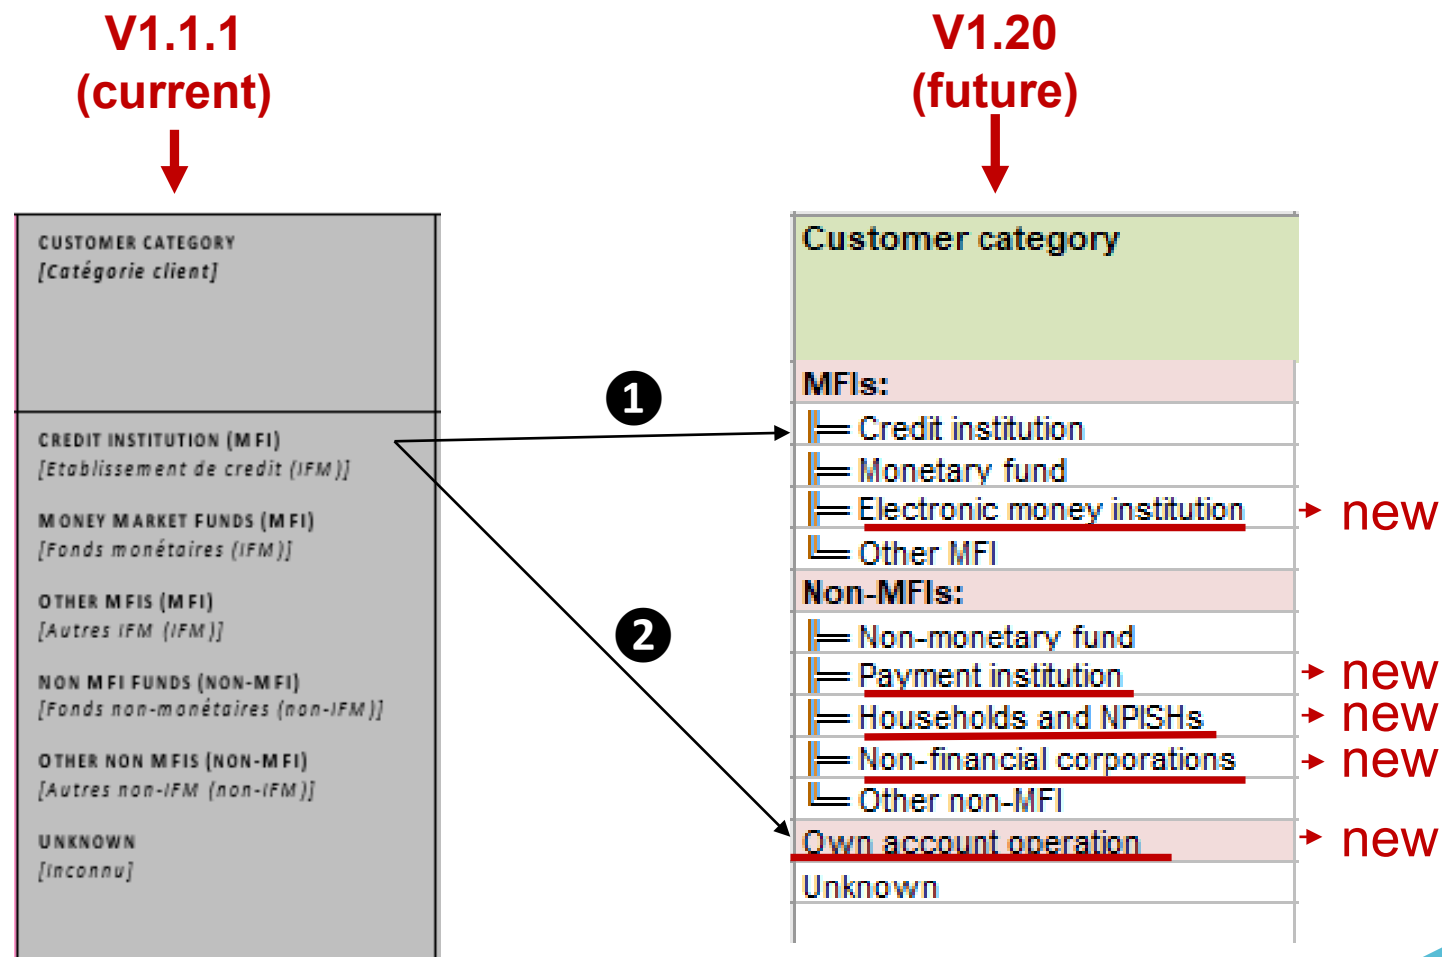 V1.1.1
(current)
V1.20
(future)
CUSTOMER CATEGORY
[Catégorie client]
CREDIT INSTITUTION (MFI)
[Etablissement de credit (IFM)]
MONEY MARKET FUNDS (MFI)
[Fonds monétaires (IFM)]
OTHER MFIS (MFI)
[Autres IFM (IFM)]
NON MFI FUNDS (NON-MFI)
[Fonds non-monétaires (non-IFM)]
OTHER NON MFIS (NON-MFI)
[Autres non-IFM (non-IFM)]
UNKNOWN
[Inconnu]
1
2
Customer category
MFIs:
Credit institution
Monetary fund
Electronic money institution new
Other MFI
Non-MFIs:
Non-monetary fund
Payment institution new
Households and NPISHs new
Non-financial corporations new
Other non-MFI
Own account operation new
Unknown